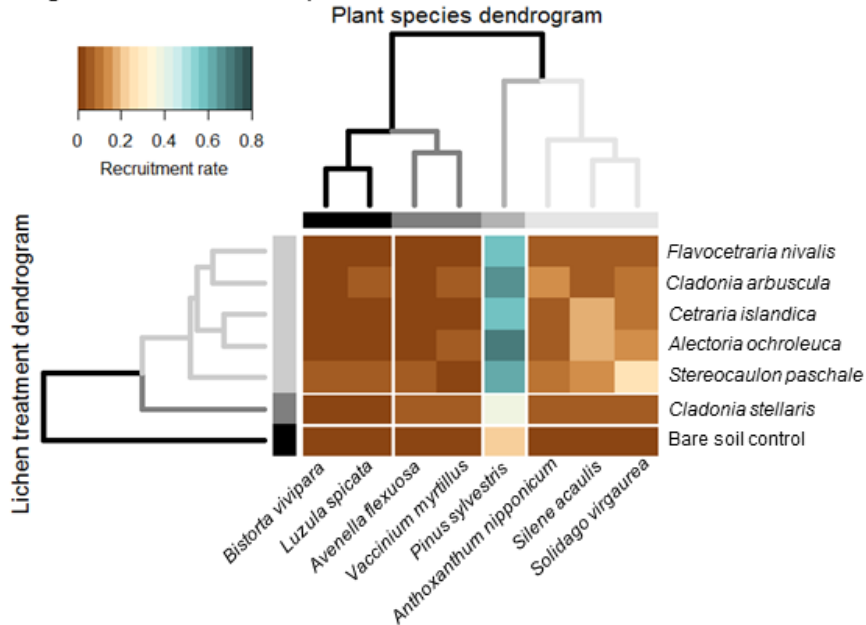 Plant species dendrogram
0 0.2 0.4 0.6 0.8
Recruitment rate
Lichen treatment dendrogram
Flavocetraria nivalis
Cladonia arbuscula
Cetraria islandica
Alectoria ochroleuca
Stereocaulon paschale
Cladonia stellaris
Bare soil control
Bistorta vivipara
Luzula spicata
Avenella flexuosa
Vaccinium myrtillus
Pinus sylvestris
Anthoxanthum nipponicum
Silene acaulis
Solidago virgaurea